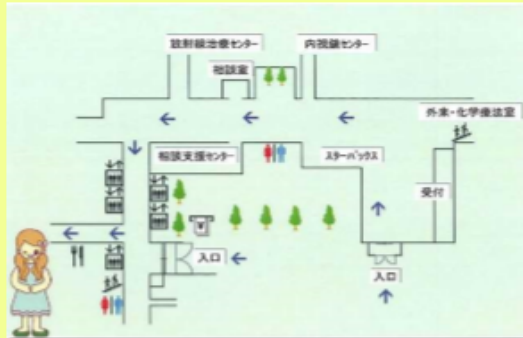 放射線治療センター
内視鏡センター
相談室
外来・化学療法室
相談支援センター
スターバックス
受付
入口
入口